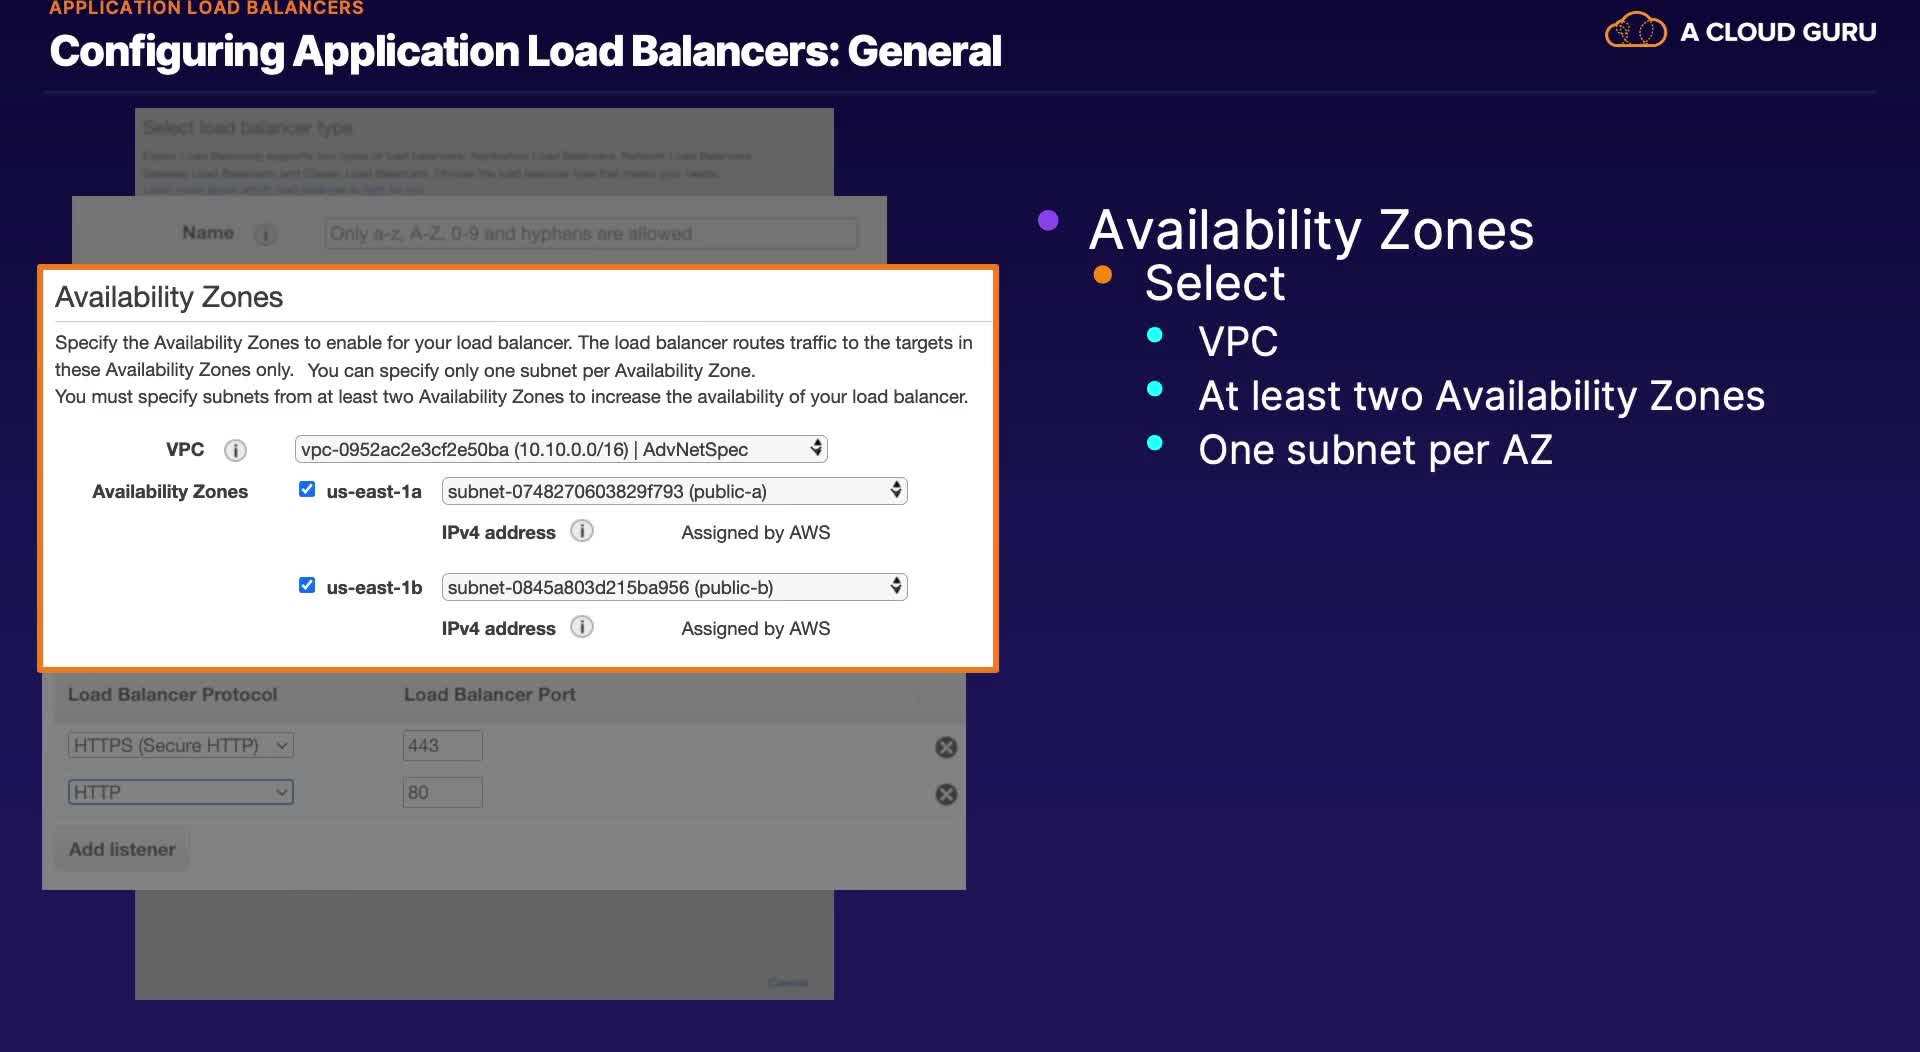 APPLICATION LOAD BALANCERS
Configuring Application Load Balancers: General
A CLOUD GURU
Select load balancer type
Name
Only a-z, A-Z, 0-9 and hyphens are allowed
Availability Zones
Specify the Availability Zones to enable for your load balancer. The load balancer routes traffic to the targets in
these Availability Zones only. You can specify only one subnet per Availability Zone.
You must specify subnets from at least two Availability Zones to increase the availability of your load balancer.
VPC
vpc-0952ac2e3cf2e50ba (10.10.0.0/16) | AdvNetSpec
Availability Zones
us-east-1a
subnet-0748270603829f793 (public-a)
IPv4 address
Assigned by AWS
us-east-1b
subnet-0845a803d215ba956 (public-b)
IPv4 address
Assigned by AWS
Load Balancer Protocol
Load Balancer Port
HTTPS (Secure HTTP)
443
HTTP
80
Add listener
Cancel
Availability Zones
Select
VPC
At least two Availability Zones
One subnet per AZ